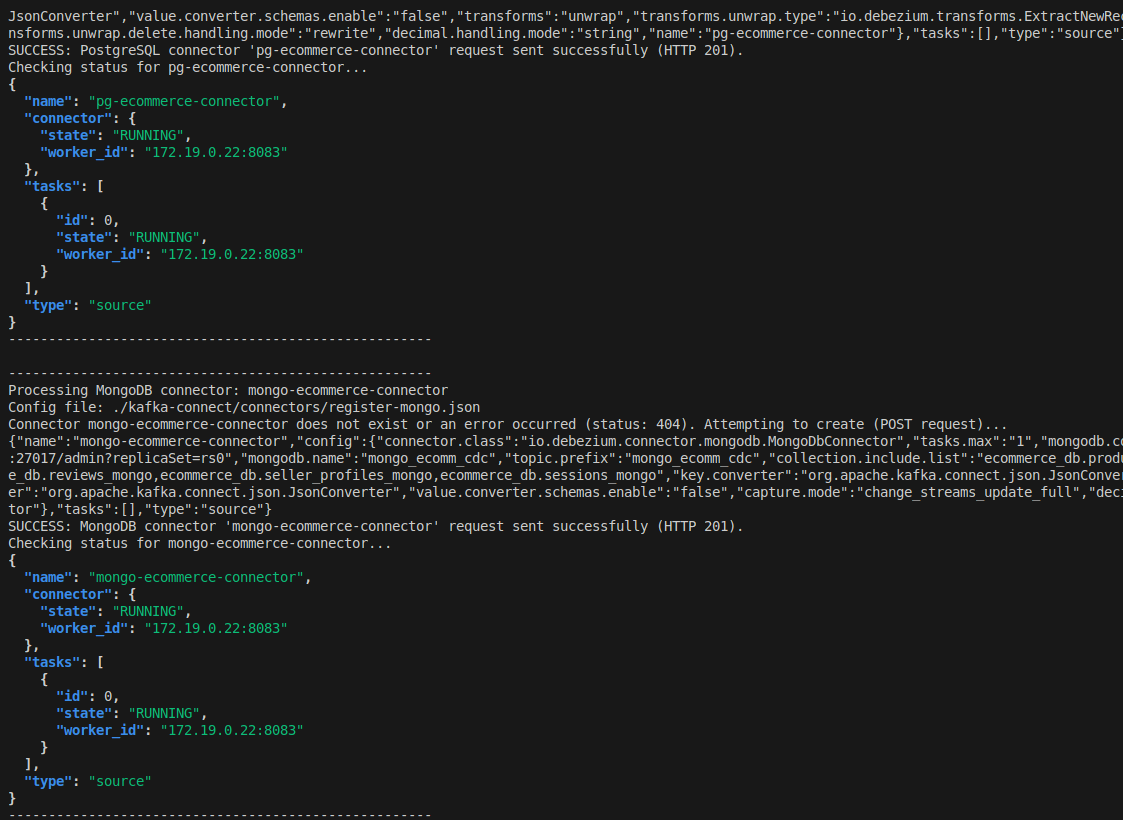 JsonConverter","value.converter.schemas.enable":"false","transforms":"unwrap","transforms.unwrap.type":"io.debezium.transforms.ExtractNewRec
nsforms.unwrap.delete.handling.mode":"rewrite","decimal.handling.mode":"string","name":"pg-ecommerce-connector"},"tasks":[],"type":"source"}
SUCCESS: PostgreSQL connector 'pg-ecommerce-connector' request sent successfully (HTTP 201).
Checking status for pg-ecommerce-connector...
{
  "name": "pg-ecommerce-connector",
  "connector": {
    "state": "RUNNING",
    "worker_id": "172.19.0.22:8083"
  },
  "tasks": [
    {
      "id": 0,
      "state": "RUNNING",
      "worker_id": "172.19.0.22:8083"
    }
  ],
  "type": "source"
}
-----------------------------------------------------
-----------------------------------------------------
Processing MongoDB connector: mongo-ecommerce-connector
Config file: ./kafka-connect/connectors/register-mongo.json
Connector mongo-ecommerce-connector does not exist or an error occurred (status: 404). Attempting to create (POST request)...
{"name":"mongo-ecommerce-connector","config":{"connector.class":"io.debezium.connector.mongodb.MongoDbConnector","tasks.max":"1","mongodb.co
:27017/admin?replicaSet=rs0","mongodb.name":"mongo_ecomm_cdc","topic.prefix":"mongo_ecomm_cdc","collection.include.list":"ecommerce_db.produ
e_db.reviews_mongo,ecommerce_db.seller_profiles_mongo,ecommerce_db.sessions_mongo","key.converter":"org.apache.kafka.connect.json.JsonConver
er":"org.apache.kafka.connect.json.JsonConverter","value.converter.schemas.enable":"false","capture.mode":"change_streams_update_full","deci
tor"},"tasks":[],"type":"source"}
SUCCESS: MongoDB connector 'mongo-ecommerce-connector' request sent successfully (HTTP 201).
Checking status for mongo-ecommerce-connector...
{
  "name": "mongo-ecommerce-connector",
  "connector": {
    "state": "RUNNING",
    "worker_id": "172.19.0.22:8083"
  },
  "tasks": [
    {
      "id": 0,
      "state": "RUNNING",
      "worker_id": "172.19.0.22:8083"
    }
  ],
  "type": "source"
}
-----------------------------------------------------